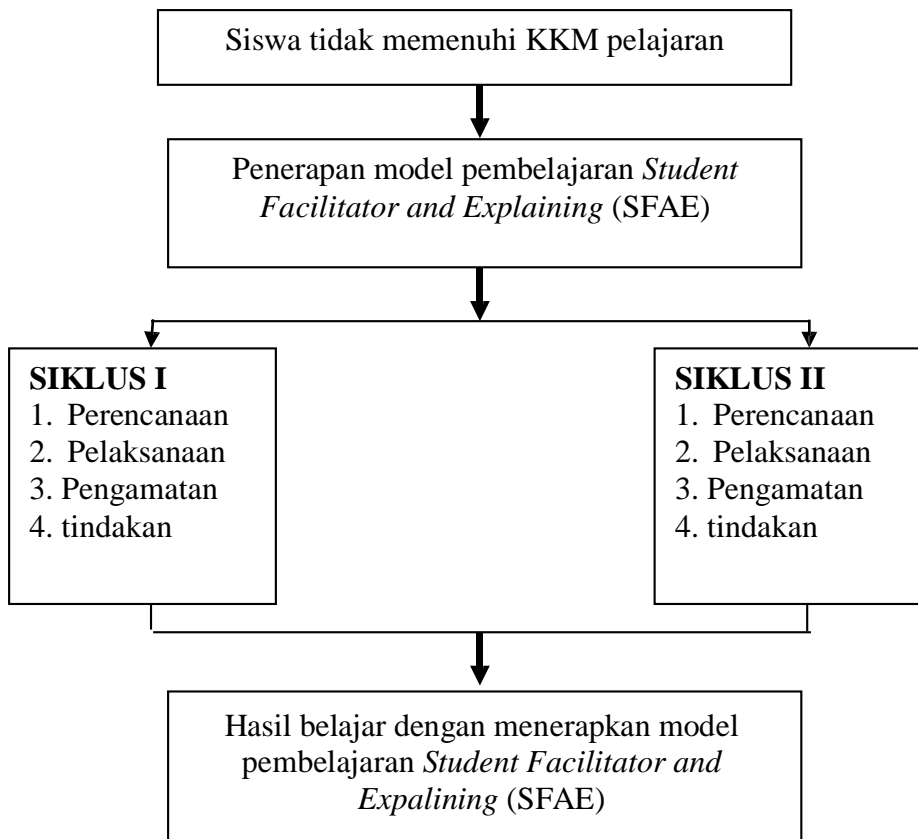 Siswa tidak memenuhi KKM pelajaran
Penerapan model pembelajaran Student
Facilitator and Explaining (SFAE)
SIKLUS I
1. Perencanaan
2. Pelaksanaan
3. Pengamatan
4. tindakan
SIKLUS II
1. Perencanaan
2. Pelaksanaan
3. Pengamatan
4. tindakan
Hasil belajar dengan menerapkan model
pembelajaran Student Facilitator and
Expalining (SFAE)